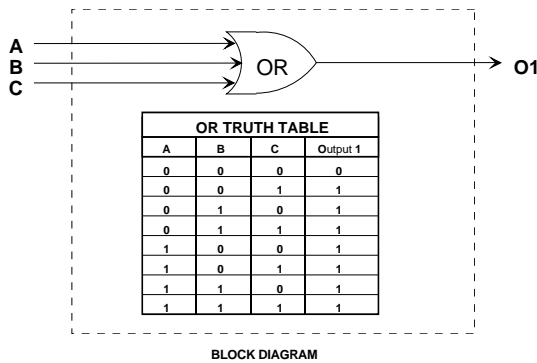 A
B
C
OR
O1
OR TRUTH TABLE
A B C Output 1
0 0 0 0
0 0 1 1
0 1 0 1
0 1 1 1
1 0 0 1
1 0 1 1
1 1 0 1
1 1 1 1
BLOCK DIAGRAM